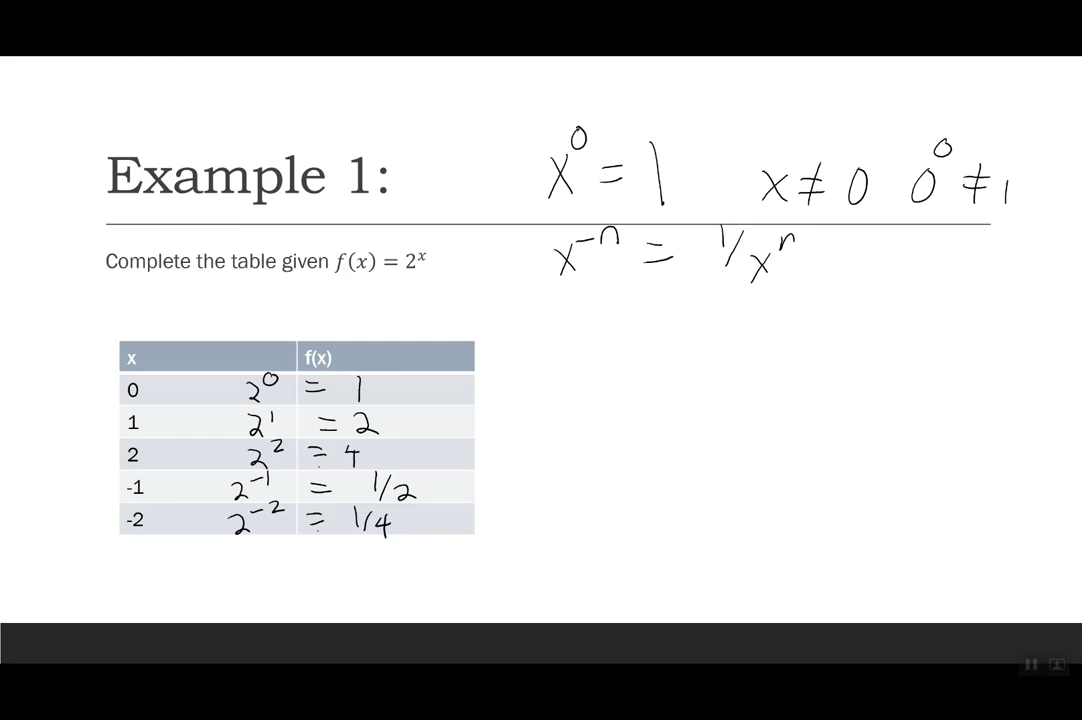 Example 1:
x⁰ = 1 x ≠ 0 0⁰ ≠ 1
x⁻ⁿ = 1/xⁿ
Complete the table given f(x) = 2ˣ
x f(x)
0 2⁰ = 1
1 2¹ = 2
2 2² = 4
-1 2⁻¹ = 1/2
-2 2⁻² = 1/4